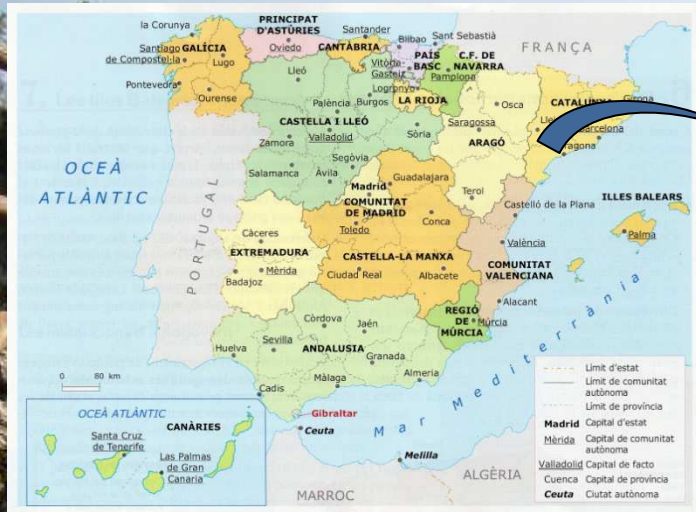 la Corunya
PRINCIPAT
D'ASTÚRIES
Santander
Bilbao
Sant Sebastià
FRANÇA
Santiago
de Compostel·la
GALÍCIA
Lugo
Oviedo
CANTÀBRIA
PAÍS
BASC
C.F. DE
NAVARRA
Vitòria
Gasteiz
Pamplona
Pontevedra
Ourense
Lleó
Logronyo
LA RIOJA
Osca
CATALUNYA
Girona
Palència
Burgos
CASTELLA I LLEÓ
Valladolid
Zamora
Sòria
Saragossa
ARAGÓ
Barcelona
OCEÀ
ATLÀNTIC
Salamanca
Àvila
Segòvia
Guadalajara
Madrid
COMUNITAT
DE MADRID
Terol
ILLES BALEARS
PORTUGAL
Toledo
Conca
Castelló de la Plana
Palma
Càceres
EXTREMADURA
Mèrida
Badajoz
CASTELLA-LA MANXA
Ciudad Real
Albacete
València
COMUNITAT
VALENCIANA
Alacant
REGIÓ
DE
MÚRCIA
Múrcia
Còrdova
Jaén
Huelva
Sevilla
ANDALUSIA
Granada
Almeria
Màlaga
Cadis
Mar Mediterrània
0 80 km
Gibraltar
Ceuta
Melilla
MARROC
ALGÈRIA
OCEÀ ATLÀNTIC
CANÀRIES
Santa Cruz
de Tenerife
Las Palmas
de Gran
Canaria
Límit d'estat
Límit de comunitat
autònoma
Límit de província
Madrid Capital d'estat
Mèrida Capital de comunitat
autònoma
Valladolid Capital de facto
Cuenca Capital de província
Ceuta Ciutat autònoma